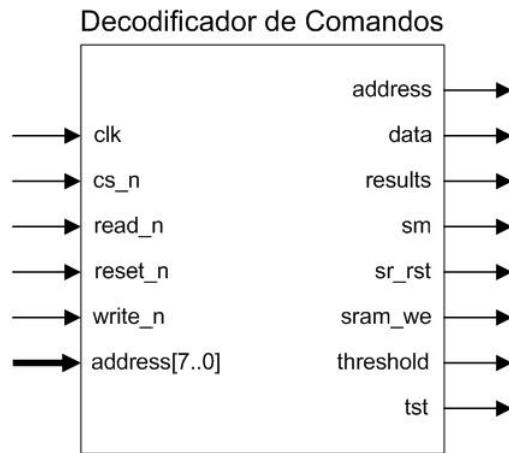 Decodificador de Comandos
address
clk
data
cs_n
results
read_n
sm
reset_n
sr_rst
write_n
sram_we
address[7..0]
threshold
tst